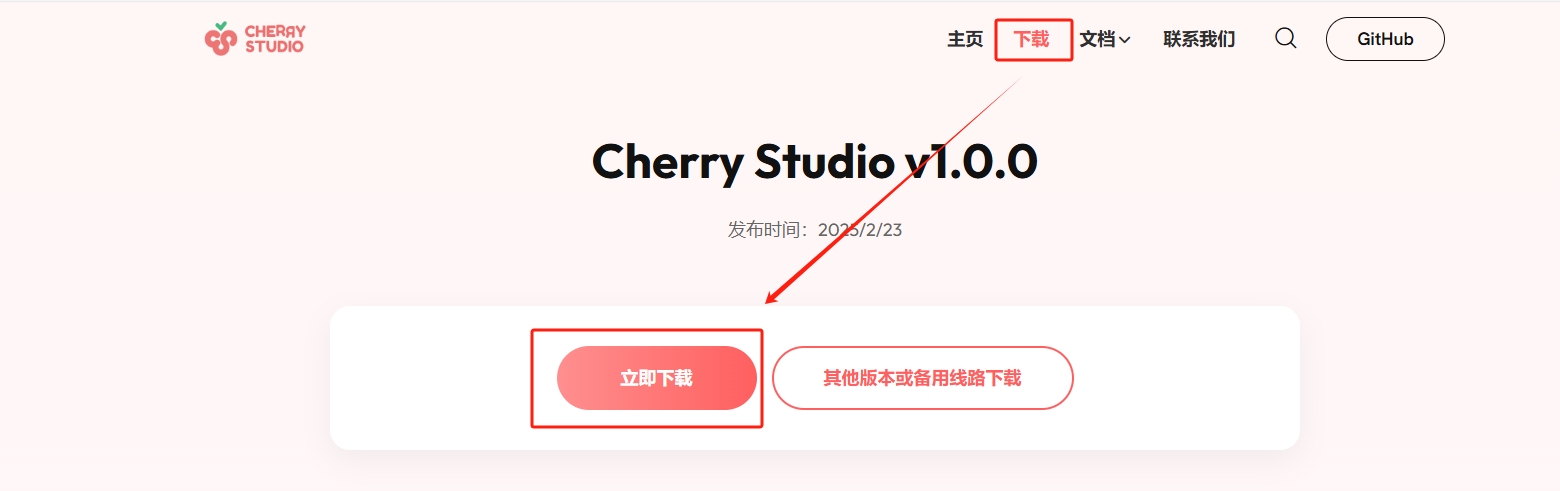 CHERRY
STUDIO
主页 下载 文档 联系我们 GitHub
Cherry Studio v1.0.0
发布时间：2025/2/23
立即下载 其他版本或备用线路下载